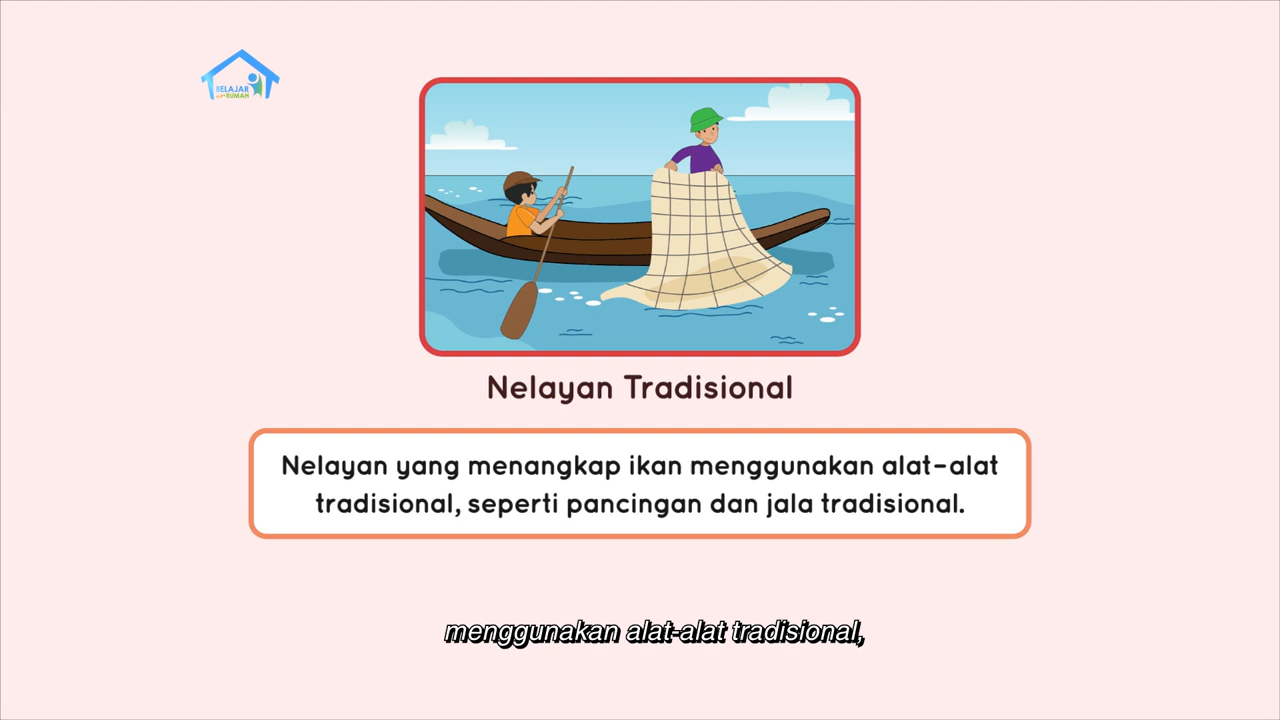 BELAJAR
RUMAH
Nelayan Tradisional
Nelayan yang menangkap ikan menggunakan alat-alat
tradisional, seperti pancingan dan jala tradisional.
menggunakan alat-alat tradisional,